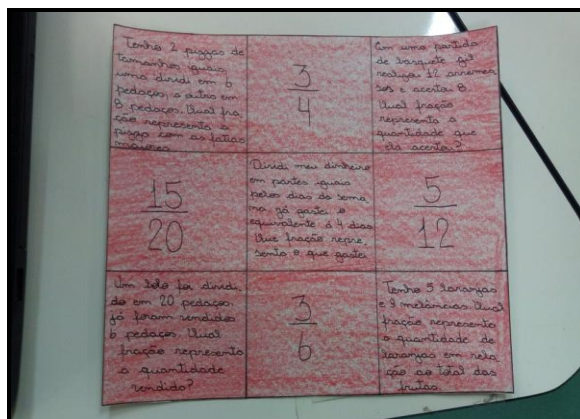 Tenho 2 pizzas de
tamanhos iguais
uma dividi em 6
pedaços, a outra em
8 pedaços. Qual fra
ção representa a
pizza com as fatias
maiores
3
4
Em uma partida
de basquete Gil
realizou 12 arremes
sos e acertou 8
Qual fração
representa a
quantidade que
ela acertou?
15
20
Dividi meu dinheiro
em partes iguais
pelos dias da sema
na já gastei o
equivalente à 4 dias
Que fração repre
senta o que gastei
5
12
Um bolo foi dividi
do em 20 pedaços.
já foram vendidos
6 pedaços. Qual
fração representa
a quantidade
vendido?
3
6
Tenho 5 laranjas
e 9 melancias. Qual
fração representa
a quantidade de
laranjas em rela
ção ao total das
frutas.